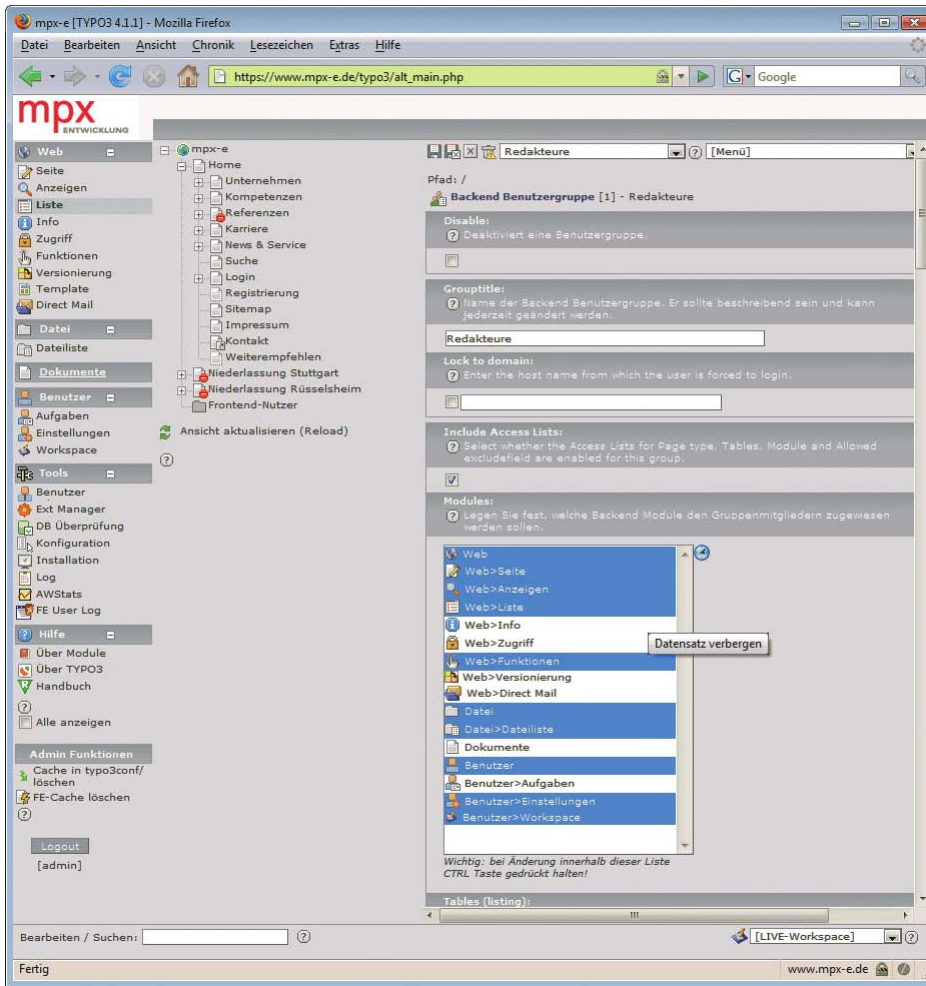 mpx-e [TYPO3 4.1.1] - Mozilla Firefox
Datei Bearbeiten Ansicht Chronik Lesezeichen Extras Hilfe
https://www.mpx-e.de/typo3/alt_main.php
G Google
mpx
ENTWICKLUNG
Web
Seite
Anzeigen
Liste
Info
Zugriff
Funktionen
Versionierung
Template
Direct Mail
Datei
Dateiliste
Dokumente
Benutzer
Aufgaben
Einstellungen
Workspace
Tools
Benutzer
Ext Manager
DB Überprüfung
Konfiguration
Installation
Log
AWStats
FE User Log
Hilfe
Über Module
Über TYPO3
Handbuch
Alle anzeigen
Admin Funktionen
Cache in typo3conf/
löschen
FE-Cache löschen
Logout
[admin]
mpx-e
Home
Unternehmen
Kompetenzen
Referenzen
Karriere
News & Service
Suche
Login
Registrierung
Sitemap
Impressum
Kontakt
Weiterempfehlen
Niederlassung Stuttgart
Niederlassung Rüsselsheim
Frontend-Nutzer
Ansicht aktualisieren (Reload)
Redakteure [Menü]
Pfad: /
Backend Benutzergruppe [1] - Redakteure
Disable:
Deaktiviert eine Benutzergruppe.
Grouptitle:
Name der Backend Benutzergruppe. Er sollte beschreibend sein und kann
jederzeit geändert werden.
Redakteure
Lock to domain:
Enter the host name from which the user is forced to login.
Include Access Lists:
Select whether the Access Lists for Page type, Tables, Module and Allowed
excludefield are enabled for this group.
Modules:
Legen Sie fest, welche Backend Module den Gruppenmitgliedern zugewiesen
werden sollen.
Web
Web>Seite
Web>Anzeigen
Web>Liste
Web>Info
Web>Zugriff
Datensatz verbergen
Web>Funktionen
Web>Versionierung
Web>Direct Mail
Datei
Datei>Dateiliste
Dokumente
Benutzer
Benutzer>Aufgaben
Benutzer>Einstellungen
Benutzer>Workspace
Wichtig: bei Änderung innerhalb dieser Liste
CTRL Taste gedrückt halten!
Tables (listing):
Bearbeiten / Suchen:
[LIVE-Workspace]
Fertig
www.mpx-e.de